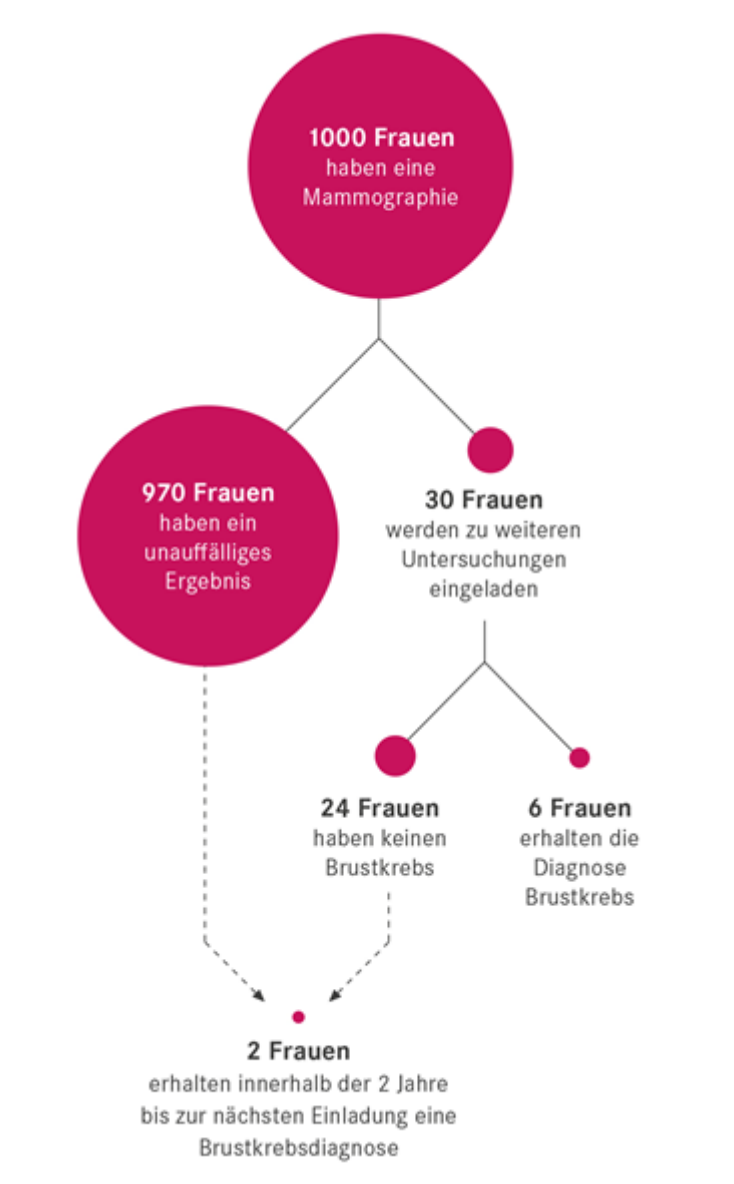 1000 Frauen
haben eine
Mammographie
970 Frauen
haben ein
unauffälliges
Ergebnis
30 Frauen
werden zu weiteren
Untersuchungen
eingeladen
24 Frauen
haben keinen
Brustkrebs
6 Frauen
erhalten die
Diagnose
Brustkrebs
2 Frauen
erhalten innerhalb der 2 Jahre
bis zur nächsten Einladung eine
Brustkrebsdiagnose